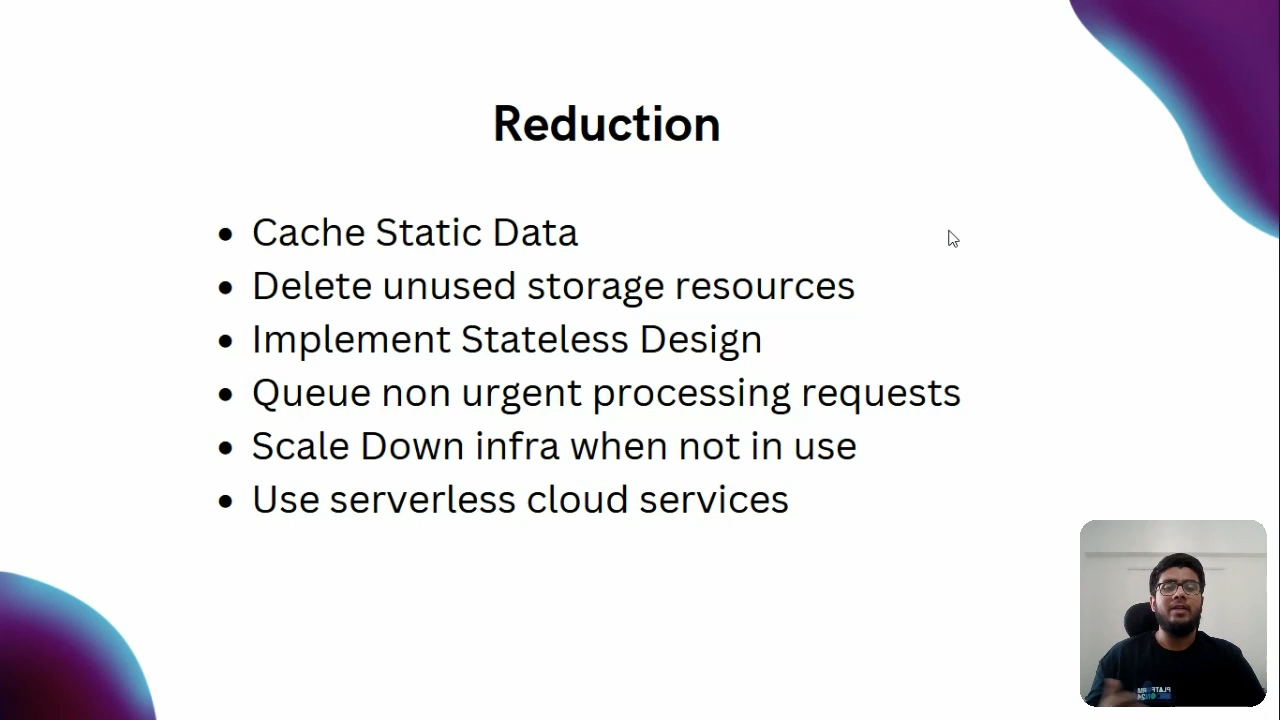 Reduction
Cache Static Data
Delete unused storage resources
Implement Stateless Design
Queue non urgent processing requests
Scale Down infra when not in use
Use serverless cloud services